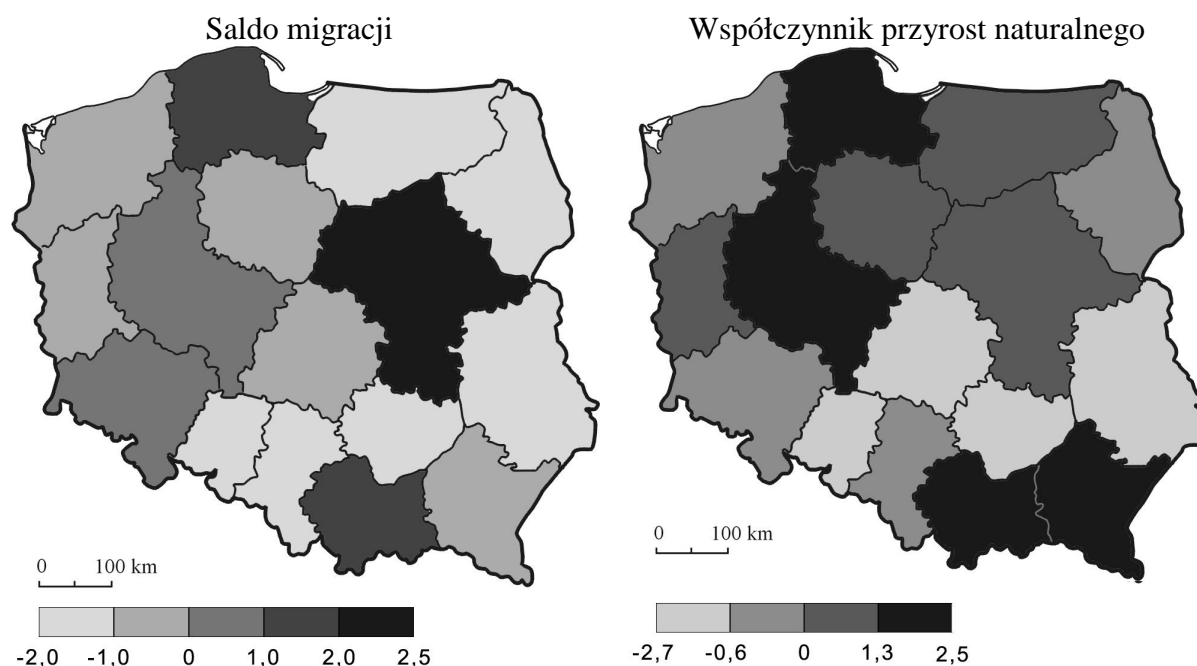 Saldo migracji
Współczynnik przyrost naturalnego
0 100 km
0 100 km
-2,0 -1,0 0 1,0 2,0 2,5
-2,7 -0,6 0 1,3 2,5